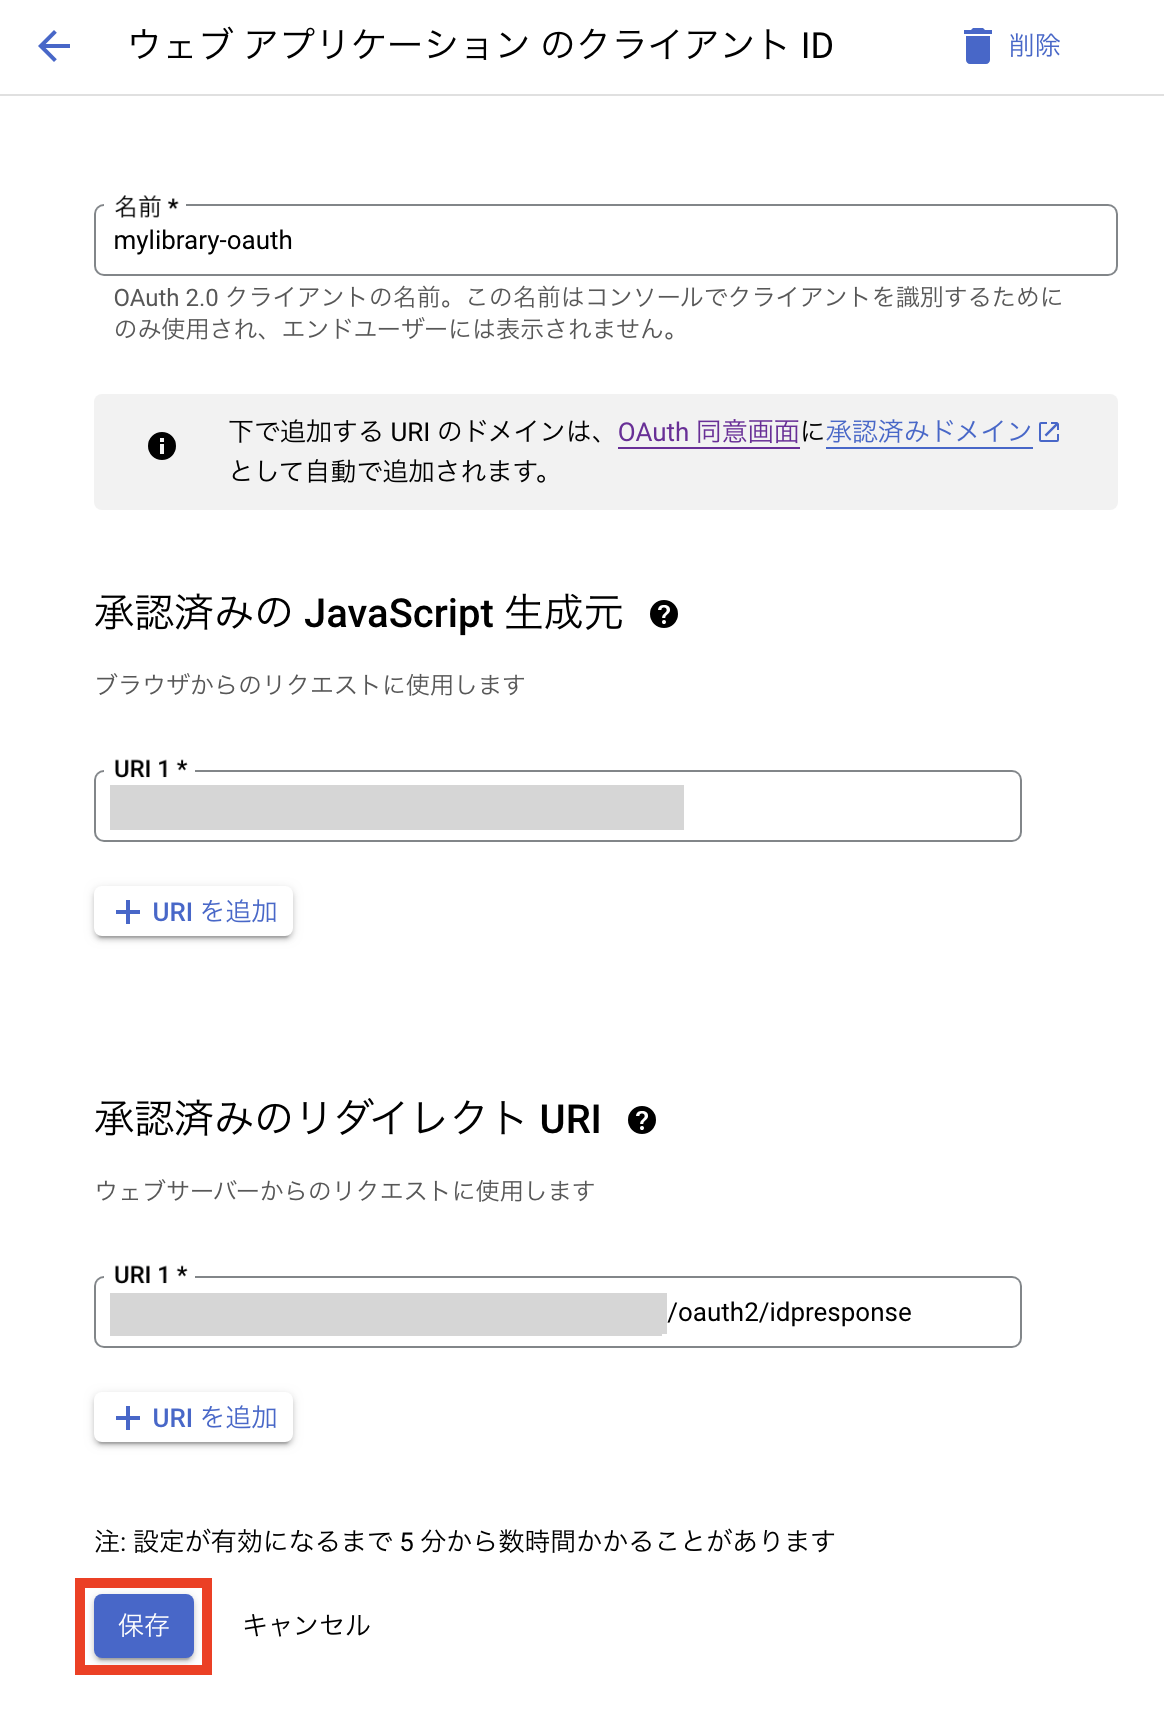 ウェブ アプリケーション のクライアント ID
削除
名前 *
mylibrary-oauth
OAuth 2.0 クライアントの名前。この名前はコンソールでクライアントを識別するために
のみ使用され、エンドユーザーには表示されません。
下で追加する URI のドメインは、OAuth 同意画面に承認済みドメイン
として自動で追加されます。
承認済みの JavaScript 生成元
ブラウザからのリクエストに使用します
URI 1 *
URI を追加
承認済みのリダイレクト URI
ウェブサーバーからのリクエストに使用します
URI 1 *
/oauth2/idpresponse
URI を追加
注: 設定が有効になるまで 5 分から数時間かかることがあります
保存
キャンセル